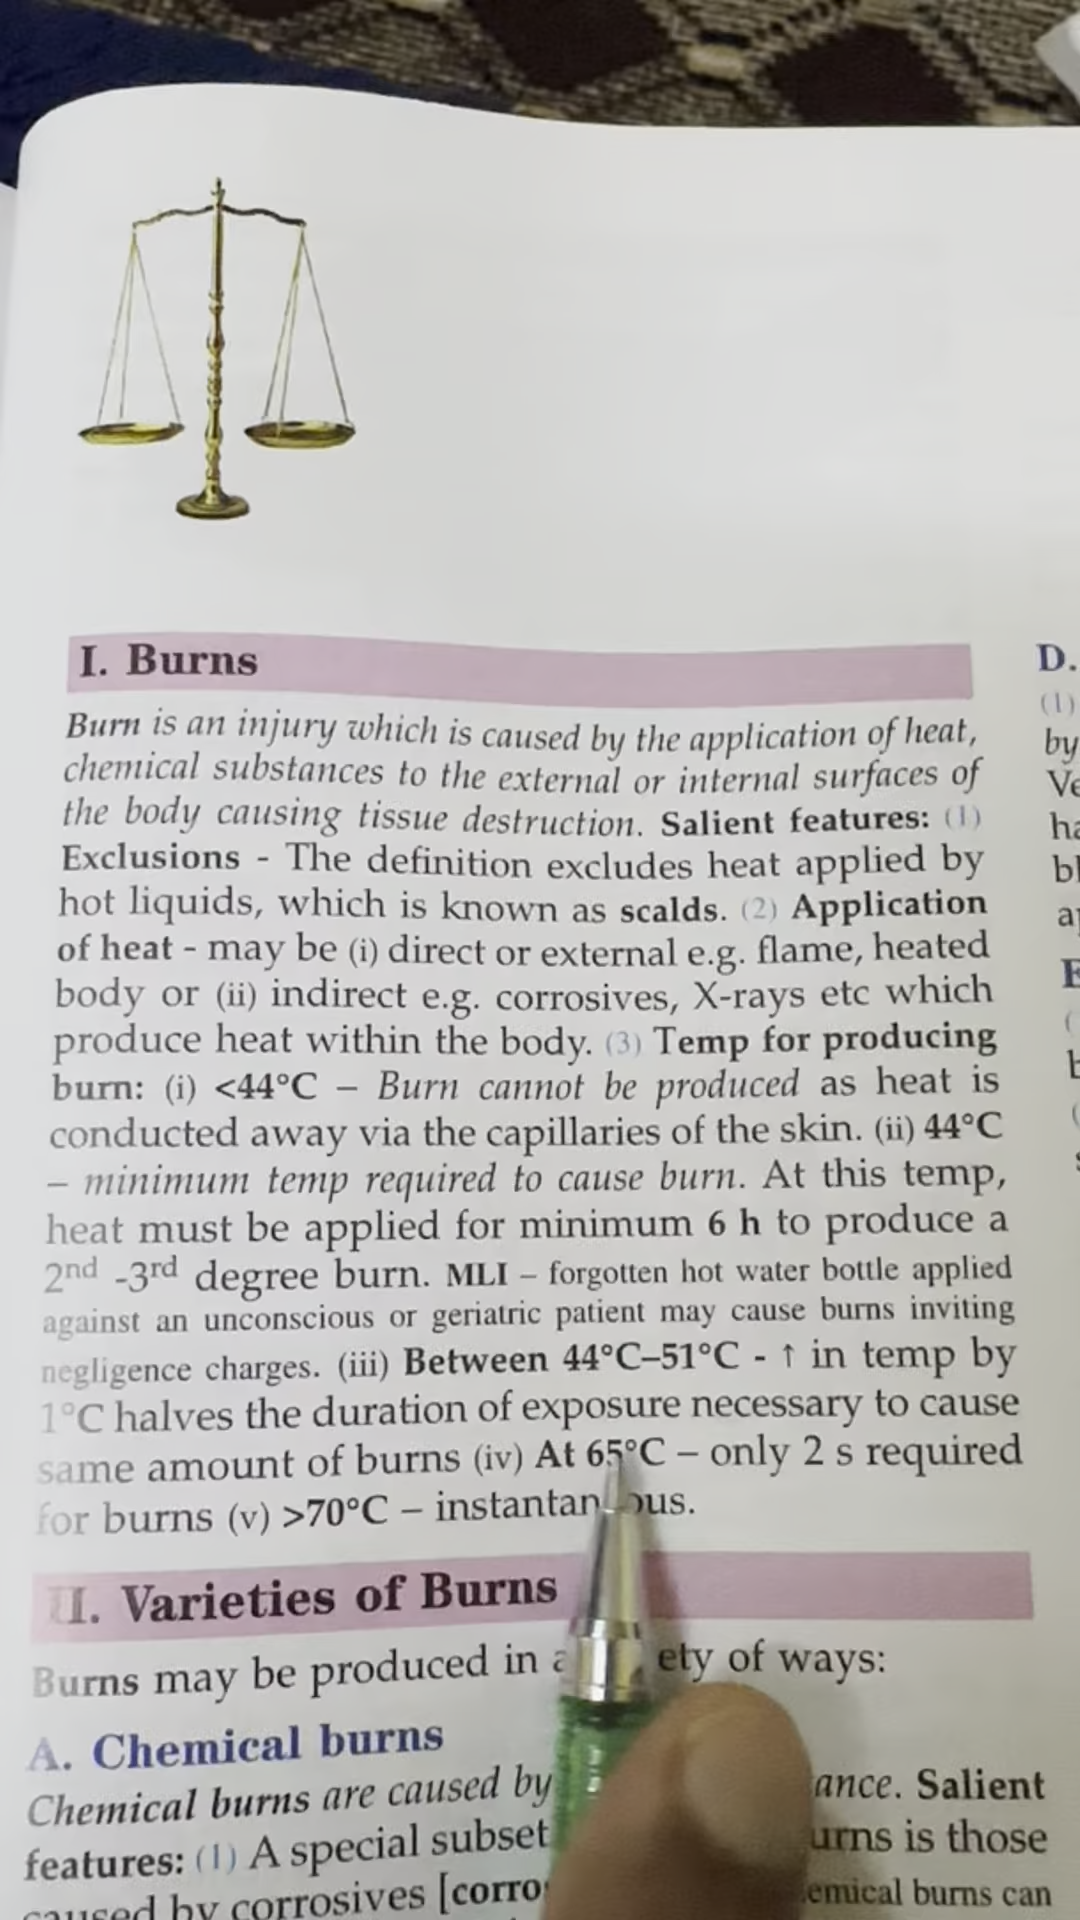 I. Burns
Burn is an injury which is caused by the application of heat,
chemical substances to the external or internal surfaces of
the body causing tissue destruction. Salient features: (1)
Exclusions - The definition excludes heat applied by
hot liquids, which is known as scalds. (2) Application
of heat - may be (i) direct or external e.g. flame, heated
body or (ii) indirect e.g. corrosives, X-rays etc which
produce heat within the body. (3) Temp for producing
burn: (i) <44°C – Burn cannot be produced as heat is
conducted away via the capillaries of the skin. (ii) 44°C
– minimum temp required to cause burn. At this temp,
heat must be applied for minimum 6 h to produce a
2nd -3rd degree burn. MLI – forgotten hot water bottle applied
against an unconscious or geriatric patient may cause burns inviting
negligence charges. (iii) Between 44°C–51°C - ↑ in temp by
1°C halves the duration of exposure necessary to cause
same amount of burns (iv) At 65°C – only 2 s required
for burns (v) >70°C – instantan ous.
II. Varieties of Burns
Burns may be produced in a ety of ways:
A. Chemical burns
Chemical burns are caused by ance. Salient
features: (1) A special subset urns is those
caused by corrosives [corro emical burns can
D.
(1)
by